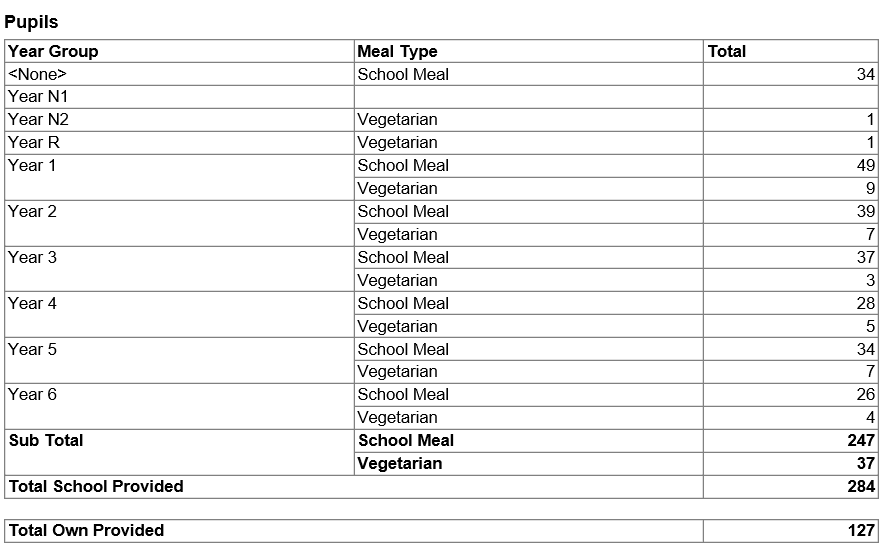 Pupils
Year Group Meal Type Total
<None> School Meal 34
Year N1
Year N2 Vegetarian 1
Year R Vegetarian 1
Year 1 School Meal 49
Vegetarian 9
Year 2 School Meal 39
Vegetarian 7
Year 3 School Meal 37
Vegetarian 3
Year 4 School Meal 28
Vegetarian 5
Year 5 School Meal 34
Vegetarian 7
Year 6 School Meal 26
Vegetarian 4
Sub Total School Meal 247
Vegetarian 37
Total School Provided 284
Total Own Provided 127